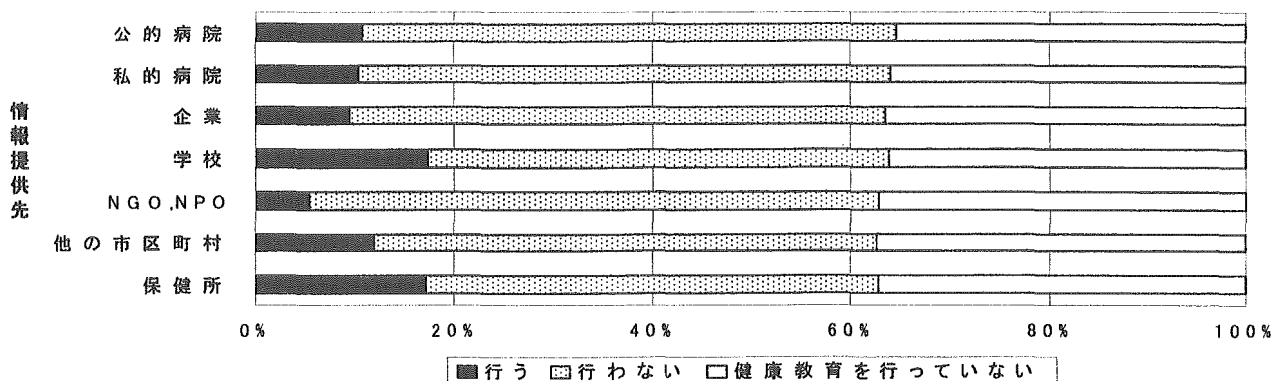 公的病院
私的病院
企業
学校
NGO,NPO
他の市区町村
保健所
情報提供先
0% 20% 40% 60% 80% 100%
行う 行わない 健康教育を行っていない